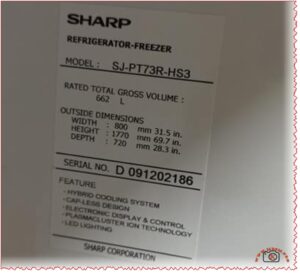 SHARP
REFRIGERATOR-FREEZER
MODEL : SJ-PT73R-HS3
RATED TOTAL GROSS VOLUME :
662 L
OUTSIDE DIMENSIONS
WIDTH : 800 mm 31.5 in.
HEIGHT : 1770 mm 69.7 in.
DEPTH : 720 mm 28.3 in.
SERIAL NO. D 091202186
FEATURE
- HYBRID COOLING SYSTEM
- CAP-LESS DESIGN
- ELECTRONIC DISPLAY & CONTROL
- PLASMACLUSTER ION TECHNOLOGY
- LED LIGHTING
SHARP CORPORATION